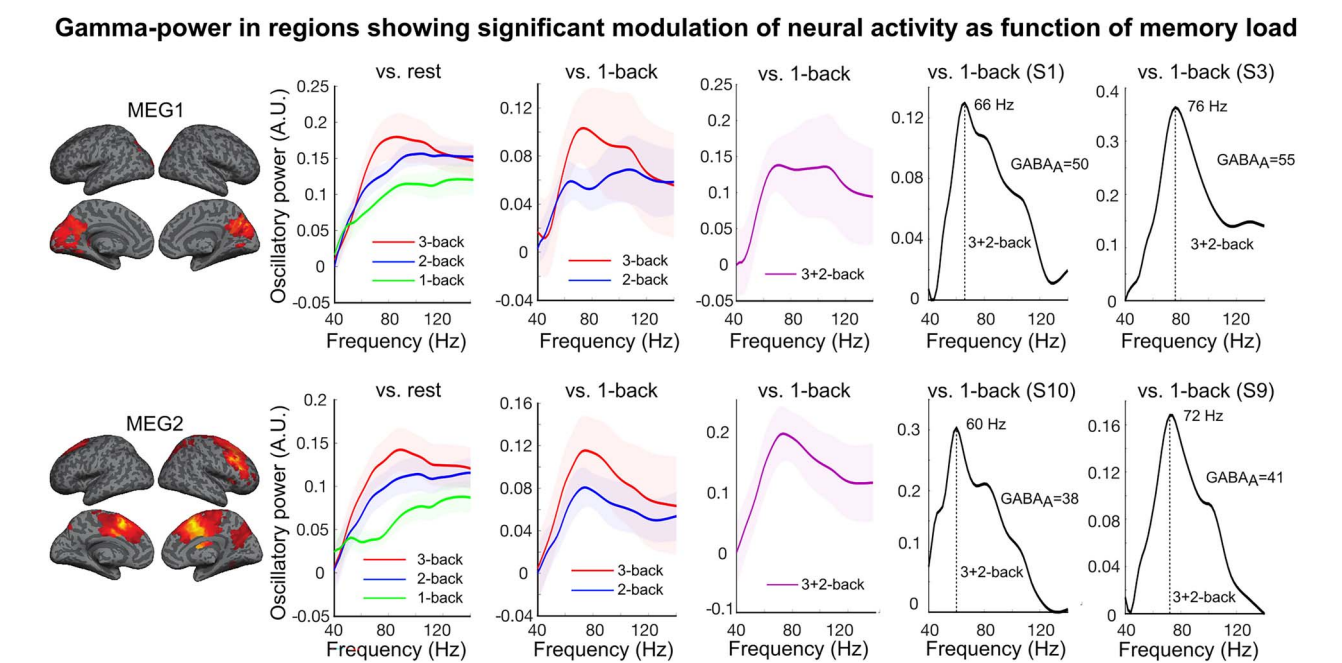 Gamma-power in regions showing significant modulation of neural activity as function of memory load
MEG1
vs. rest
Oscillatory power (A.U.)
0.25
0.2
0.15
0.1
0.05
0
-0.05
3-back
2-back
1-back
40 80 120
Frequency (Hz)
vs. 1-back
0.12
0.08
0.04
0
-0.04
3-back
2-back
40 80 120
Frequency (Hz)
vs. 1-back
0.25
0.2
0.15
0.1
0.05
0
-0.05
3+2-back
40 80 120
Frequency (Hz)
vs. 1-back (S1)
0.12
0.08
0.04
0
66 Hz
GABAA=50
3+2-back
40 80 120
Frequency (Hz)
vs. 1-back (S3)
0.4
0.3
0.2
0.1
0
76 Hz
GABAA=55
3+2-back
40 80 120
Frequency (Hz)
MEG2
vs. rest
Oscillatory power (A.U.)
0.2
0.15
0.1
0.05
0
-0.05
3-back
2-back
1-back
40 80 120
Frequency (Hz)
vs. 1-back
0.16
0.12
0.08
0.04
0
-0.04
3-back
2-back
40 80 120
Frequency (Hz)
vs. 1-back
0.2
0.1
0
-0.1
3+2-back
40 80 120
Frequency (Hz)
vs. 1-back (S10)
0.3
0.2
0.1
0
60 Hz
GABAA=38
3+2-back
40 80 120
Frequency (Hz)
vs. 1-back (S9)
0.16
0.12
0.08
0.04
0
72 Hz
GABAA=41
3+2-back
40 80 120
Frequency (Hz)